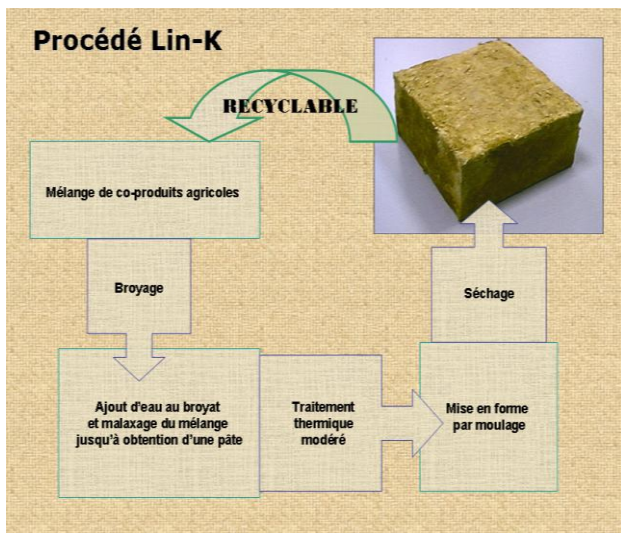 Procédé Lin-K
RECYCLABLE
Mélange de co-produits agricoles
Broyage
Séchage
Ajout d'eau au broyat
et malaxage du mélange
jusqu'à obtention d'une pâte
Traitement
thermique
modéré
Mise en forme
par moulage